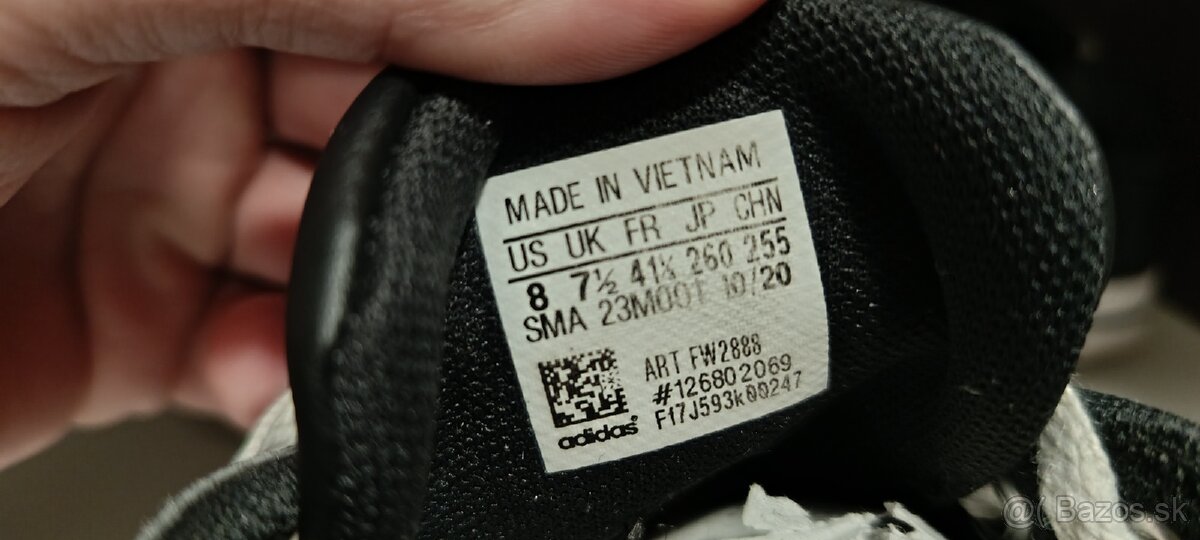 MADE IN VIETNAM
US UK FR JP CHN
8 7½ 41⅓ 260 255
SMA 23M001 10/20
ART FW2888
#126802069
F17J593k00247
adidas
@( Bazos.sk